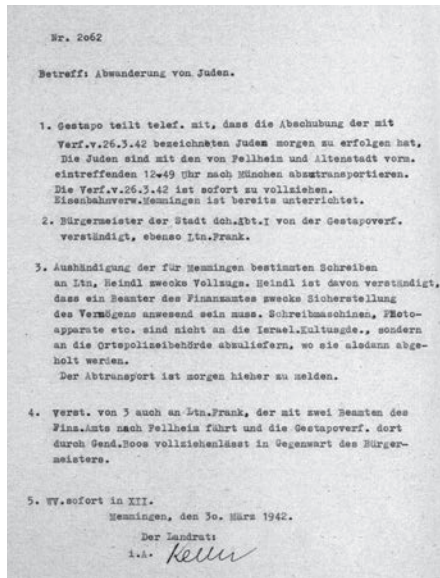 Nr. 2o62
Betreff: Abwanderung von Juden.
1. Gestapo teilt telef. mit, dass die Abschubung der mit
Verf.v.26.3.42 bezeichneten Juden morgen zu erfolgen hat,
Die Juden sind mit den von Fellheim und Altenstadt vorm.
eintreffenden 12.49 Uhr nach München abzutransportieren.
Die Verf.v.26.3.42 ist sofort zu vollziehen.
Eisenbahnverw.Memmingen ist bereits unterrichtet.
2. Bürgermeister der Stadt dch.Abt.I von der Gestapoverf.
verständigt, ebenso Ltn.Frank.
3. Aushändigung der für Memmingen bestimmten Schreiben
an Ltn, Heindl zwecks Vollzugs. Heindl ist davon verständigt,
dass ein Beamter des Finanzamtes zwecks Sicherstellung
des Vermögens anwesend sein muss. Schreibmaschinen, Photo-
apparate etc. sind nicht an die Israel.Kultusgde., sondern
an die Ortspolizeibehörde abzuliefern, wo sie alsdann abge-
holt werden.
Der Abtransport ist morgen hieher zu melden.
4. Verst. von 3 auch an Ltn.Frank, der mit zwei Beamten des
Finz.Amts nach Fellheim fährt und die Gestapoverf. dort
durch Gend.Boos vollziehenlässt in Gegenwart des Bürger-
meisters.
5. WV.sofort in XII.
Memmingen, den 3o. März 1942.
Der Landrat:
i.A. Keller